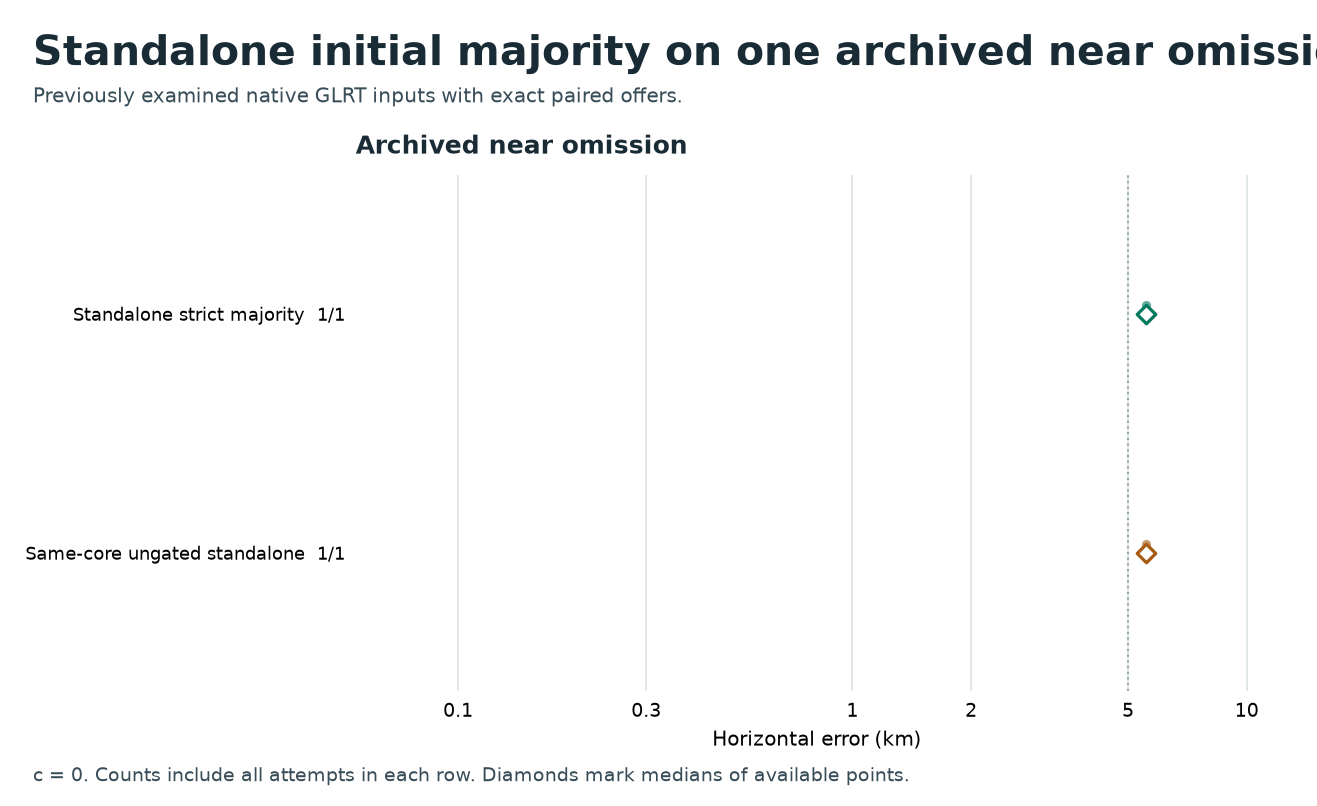 Standalone initial majority on one archived near
Previously examined native GLRT inputs with exact paired offers.
Archived near omission
Standalone strict majority 1/1
Same-core ungated standalone 1/1
0.1 0.3 1 2 5 10
Horizontal error (km)
c = 0. Counts include all attempts in each row. Diamonds mark medians of available points.